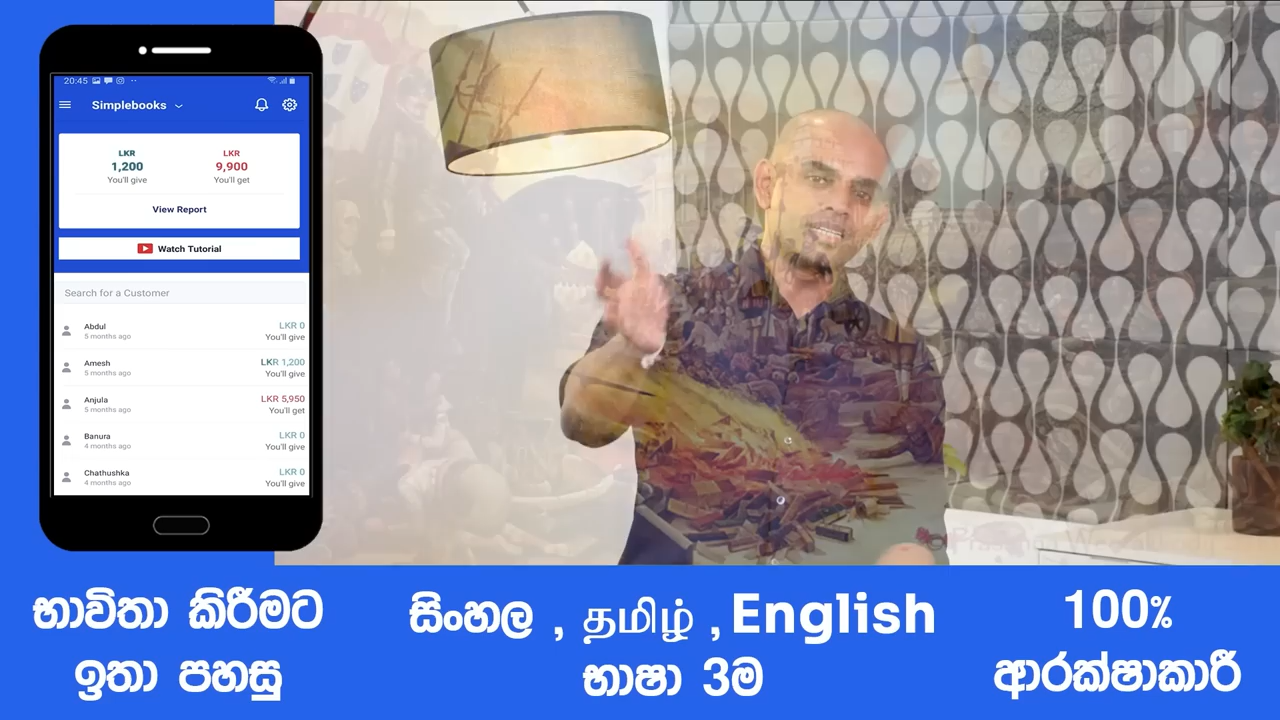 20:45
Simplebooks
LKR
1,200
You'll give
LKR
9,900
You'll get
View Report
Watch Tutorial
Search for a Customer
Abdul
5 months ago
LKR 0
You'll give
Amesh
5 months ago
LKR 1,200
You'll give
Anjula
5 months ago
LKR 5,950
You'll get
Banura
4 months ago
LKR 0
You'll give
Chathushka
4 months ago
LKR 0
You'll give
භාවිතා කිරීමට
ඉතා පහසු
සිංහල , தமிழ் , English
භාෂා 3ම
100%
ආරක්ෂාකාරී